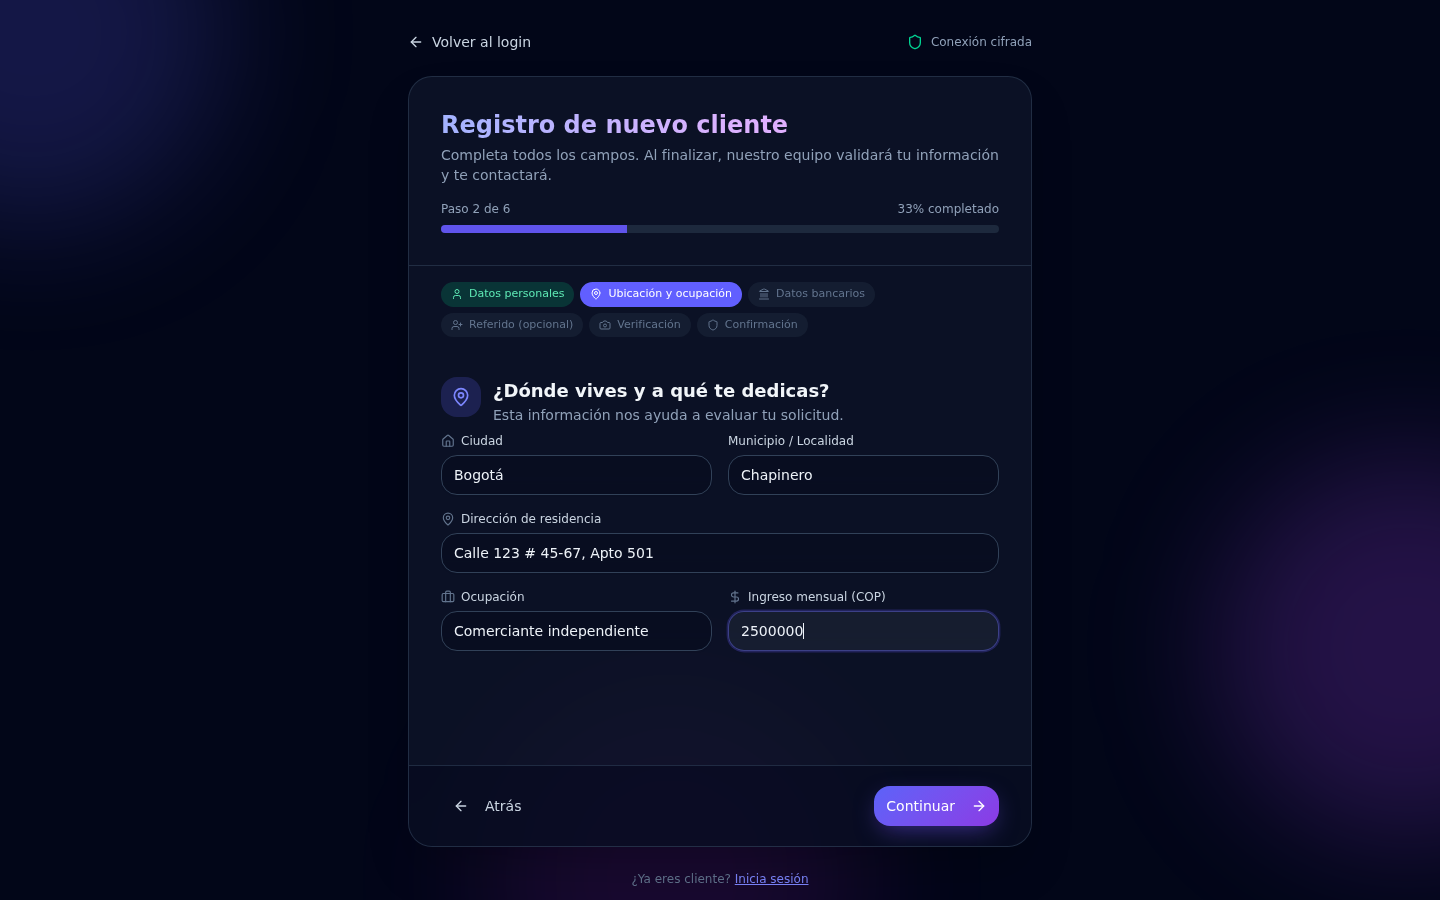 Volver al login
Conexión cifrada
Registro de nuevo cliente
Completa todos los campos. Al finalizar, nuestro equipo validará tu información
y te contactará.
Paso 2 de 6
33% completado
Datos personales
Ubicación y ocupación
Datos bancarios
Referido (opcional)
Verificación
Confirmación
¿Dónde vives y a qué te dedicas?
Esta información nos ayuda a evaluar tu solicitud.
Ciudad
Municipio / Localidad
Bogotá
Chapinero
Dirección de residencia
Calle 123 # 45-67, Apto 501
Ocupación
Ingreso mensual (COP)
Comerciante independiente
2500000
Atrás
Continuar
¿Ya eres cliente? Inicia sesión